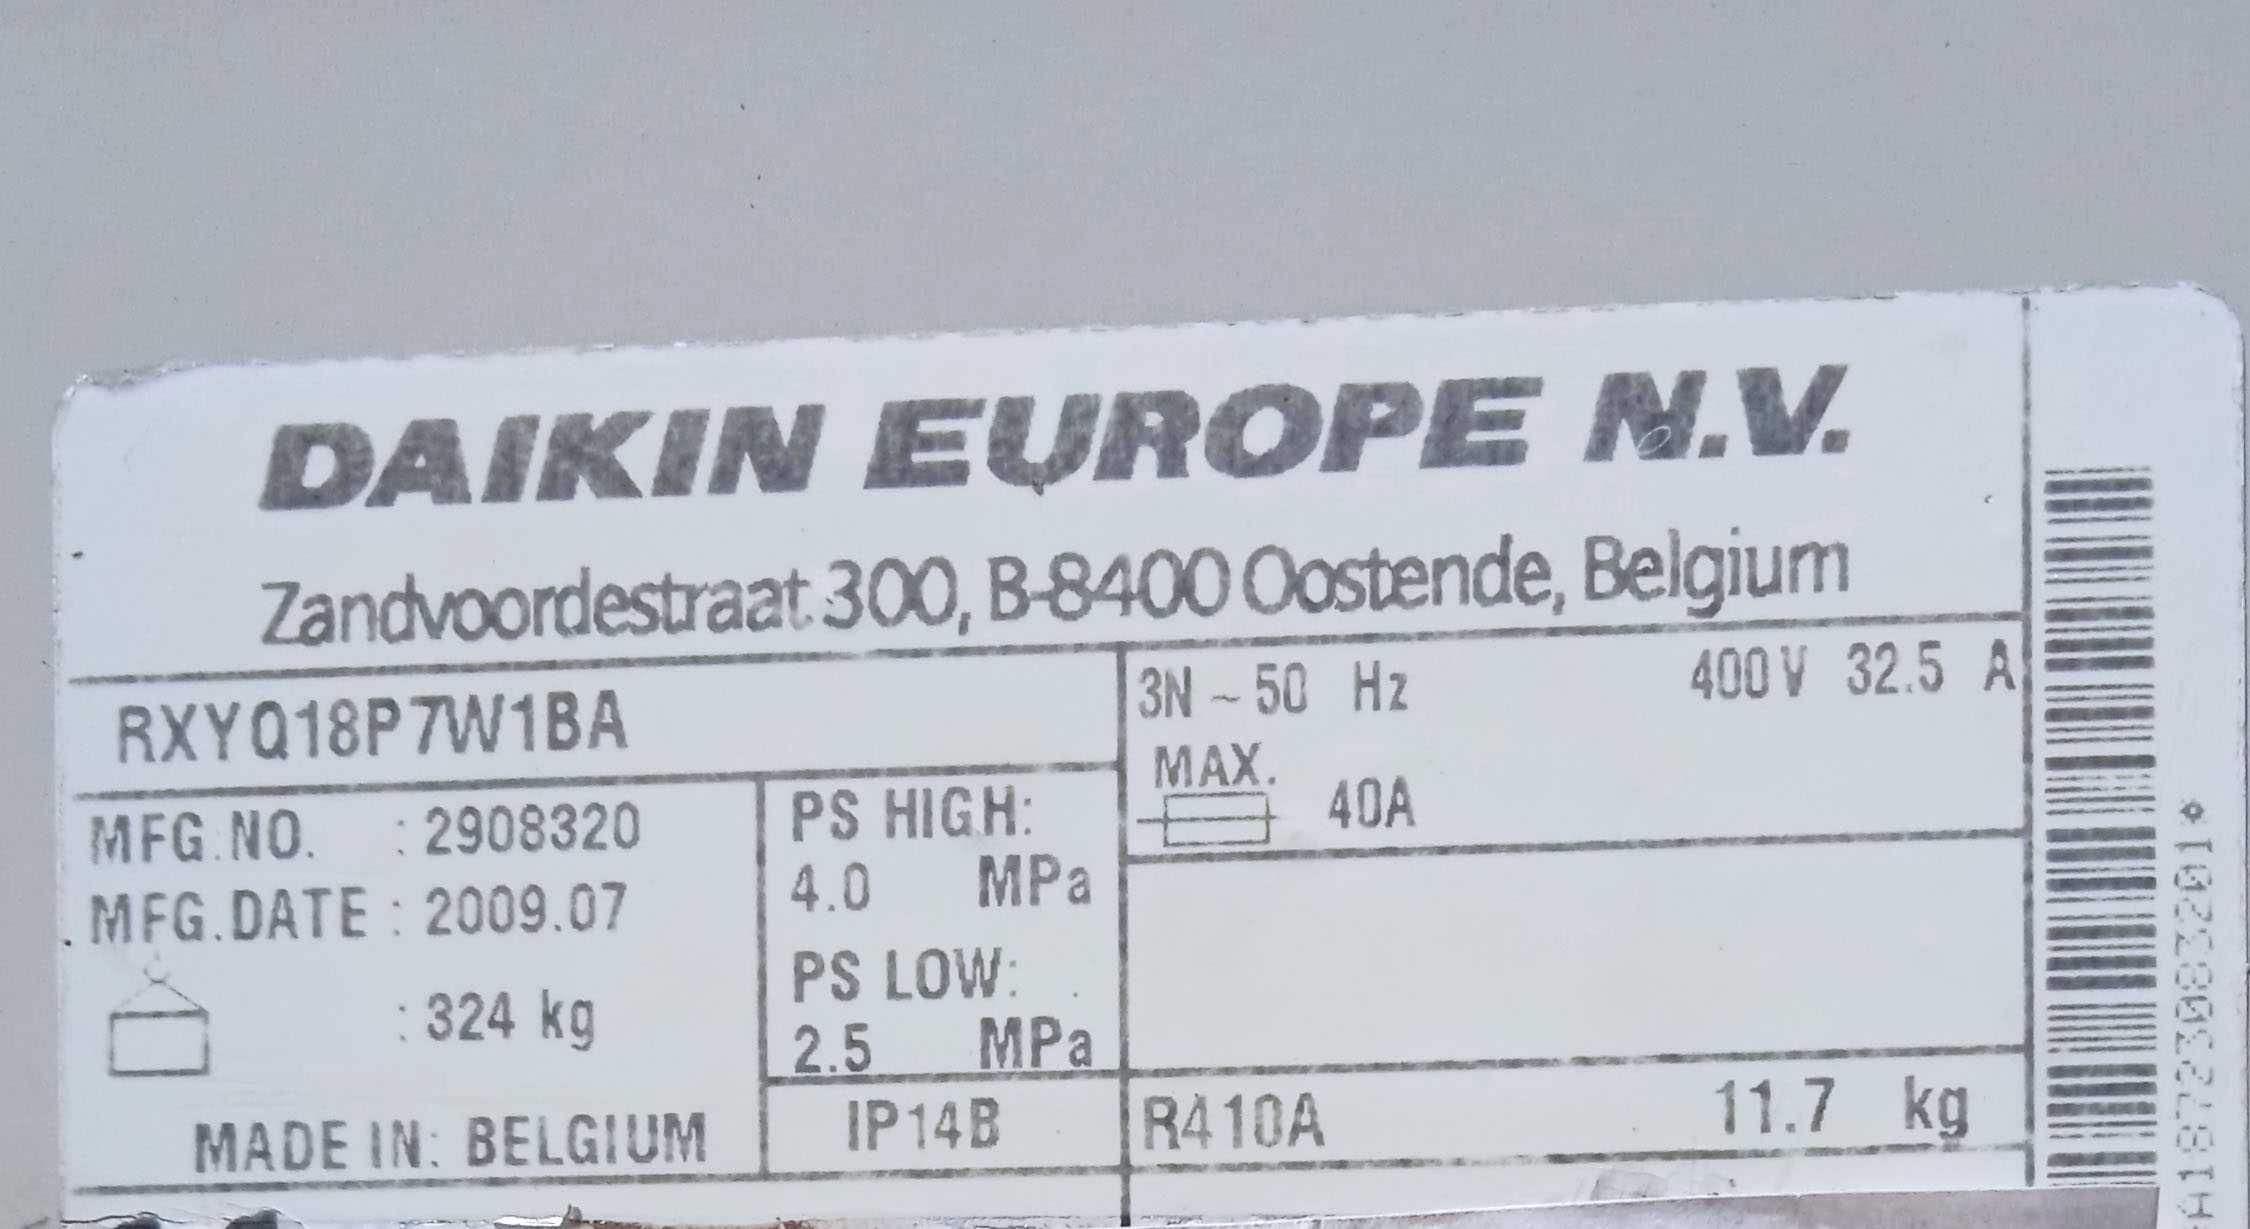 DAIKIN EUROPE N.V.
Zandvoordestraat 300, B-8400 Oostende, Belgium
RXYQ18P7W1BA
3N ~ 50 Hz 400V 32.5 A
MAX.
40A
MFG.NO. : 2908320
MFG.DATE : 2009.07
: 324 kg
MADE IN: BELGIUM
PS HIGH:
4.0 MPa
PS LOW:
2.5 MPa
IP14B
R410A 11.7 kg